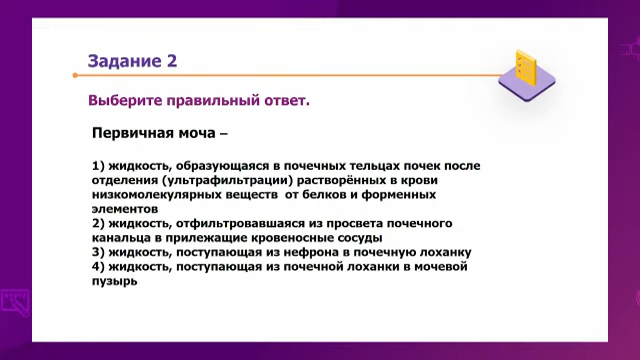 Задание 2
Выберите правильный ответ.
Первичная моча –
1) жидкость, образующаяся в почечных тельцах почек после
отделения (ультрафильтрации) растворённых в крови
низкомолекулярных веществ от белков и форменных
элементов
2) жидкость, отфильтровавшаяся из просвета почечного
канальца в прилежащие кровеносные сосуды
3) жидкость, поступающая из нефрона в почечную лоханку
4) жидкость, поступающая из почечной лоханки в мочевой
пузырь